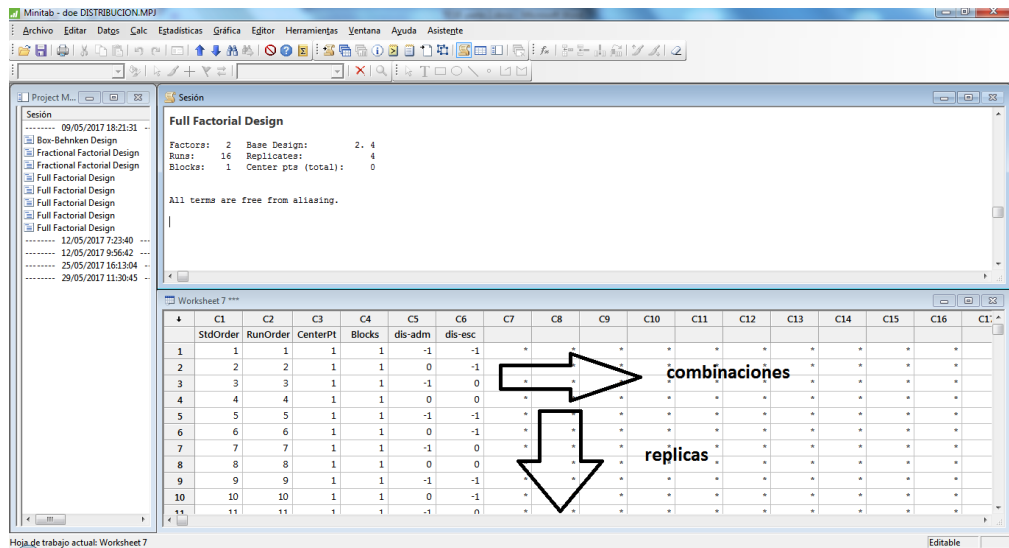 Minitab - doe DISTRIBUCION.MPJ
Archivo Editar Datos Calc Estadísticas Gráfica Editor Herramientas Ventana Ayuda Asistente
Project M...
Sesión
-------- 09/05/2017 18:21:31 --
Box-Behnken Design
Fractional Factorial Design
Fractional Factorial Design
Full Factorial Design
Full Factorial Design
Full Factorial Design
Full Factorial Design
Full Factorial Design
-------- 12/05/2017 7:23:40 ---
-------- 12/05/2017 9:56:42 ---
-------- 25/05/2017 16:13:04 --
-------- 29/05/2017 11:30:45 --
Sesión
Full Factorial Design
Factors: 2 Base Design: 2. 4
Runs: 16 Replicates: 4
Blocks: 1 Center pts (total): 0
All terms are free from aliasing.
Worksheet 7 ***
C1 C2 C3 C4 C5 C6 C7 C8 C9 C10 C11 C12 C13 C14 C15 C16 C17
StdOrder RunOrder CenterPt Blocks dis-adm dis-esc
1 1 1 1 1 -1 -1 * * * * * * * * * *
2 2 2 1 1 0 -1 * * * * * * * *
3 3 3 1 1 -1 0 * * * * * * * * *
4 4 4 1 1 0 0 * * * * * * * * * *
5 5 5 1 1 -1 -1 * * * * * * * * * *
6 6 6 1 1 0 -1 * * * * * * * * * *
7 7 7 1 1 -1 0 * * * * * * * * * *
8 8 8 1 1 0 0 * * * * * * * * *
9 9 9 1 1 -1 -1 * * * * * * * * * *
10 10 10 1 1 0 -1 * * * * * * * * * *
11 11 11 1 1 -1 0 * * * * * * * * * *
combinaciones
replicas
Hoja de trabajo actual: Worksheet 7
Editable